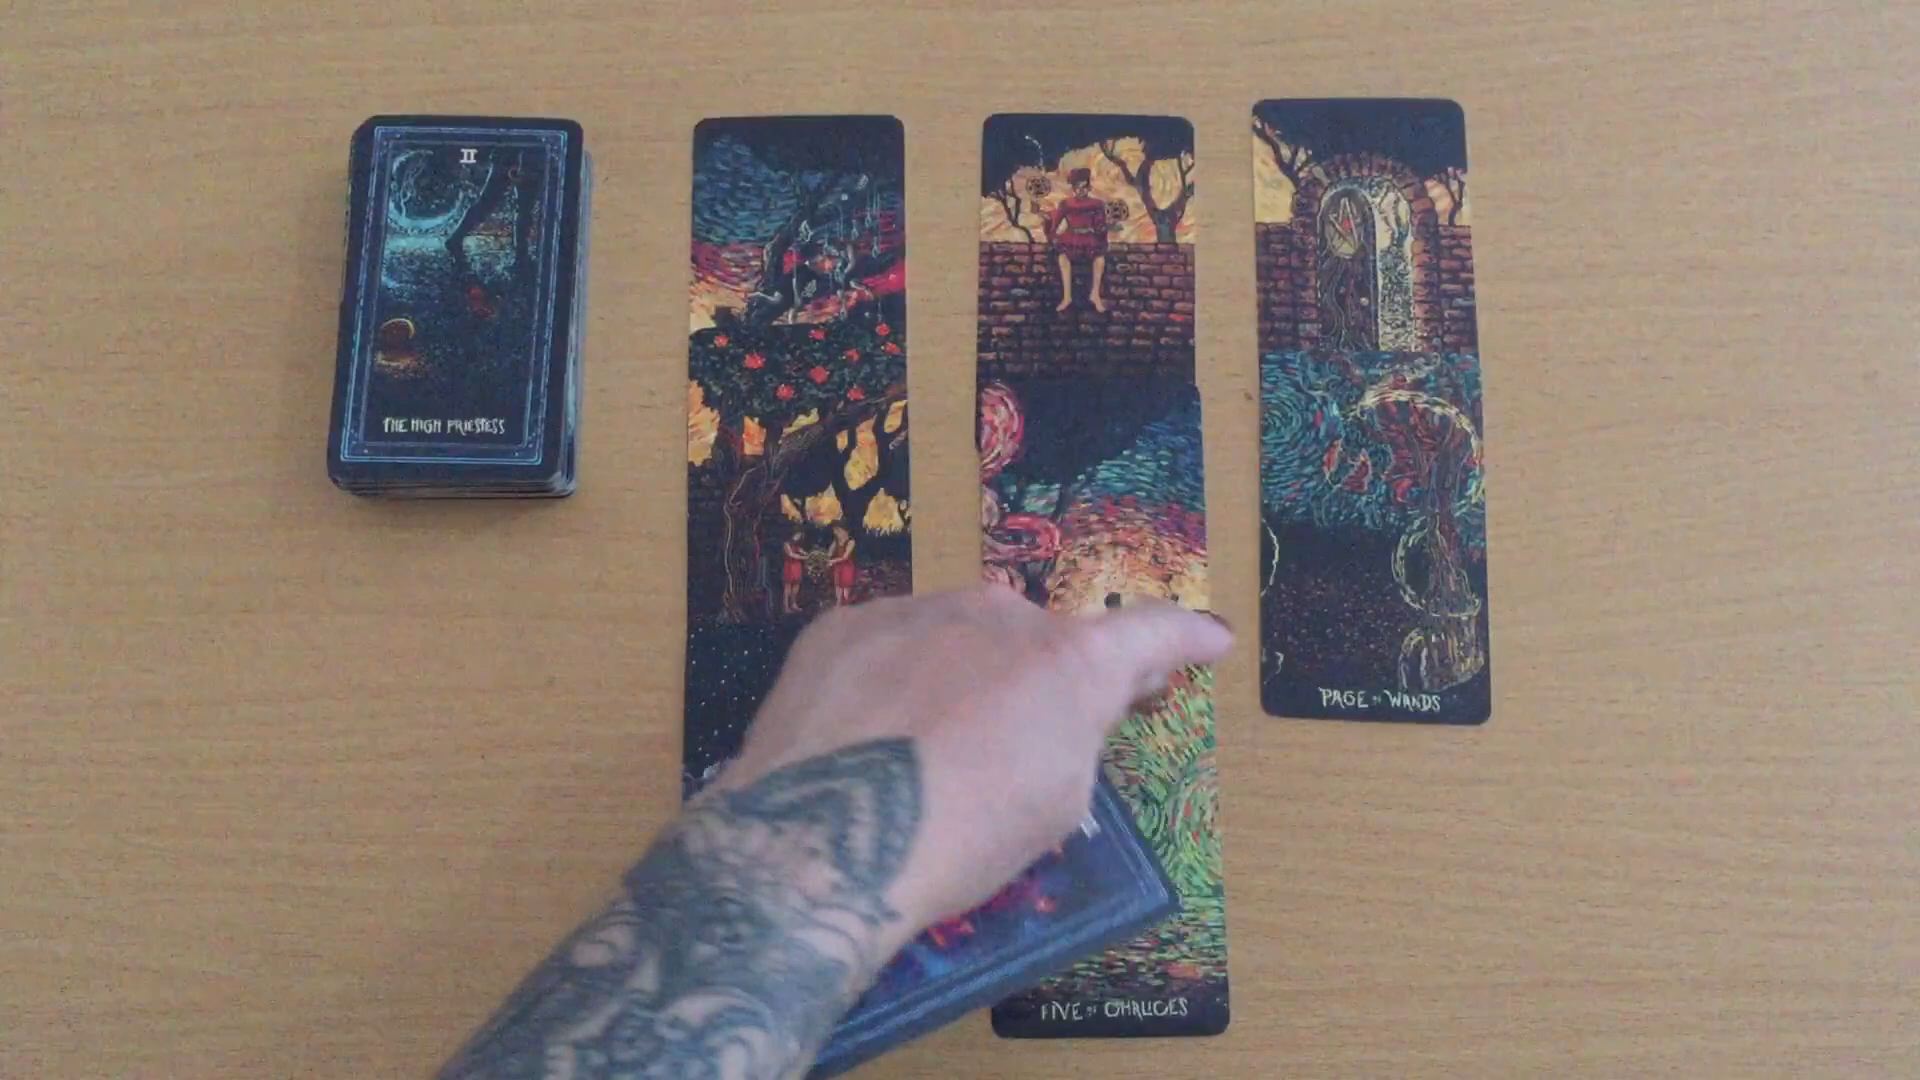 II
THE HIGH PRIESTESS
PAGE OF WANDS
FIVE OF CHALICES